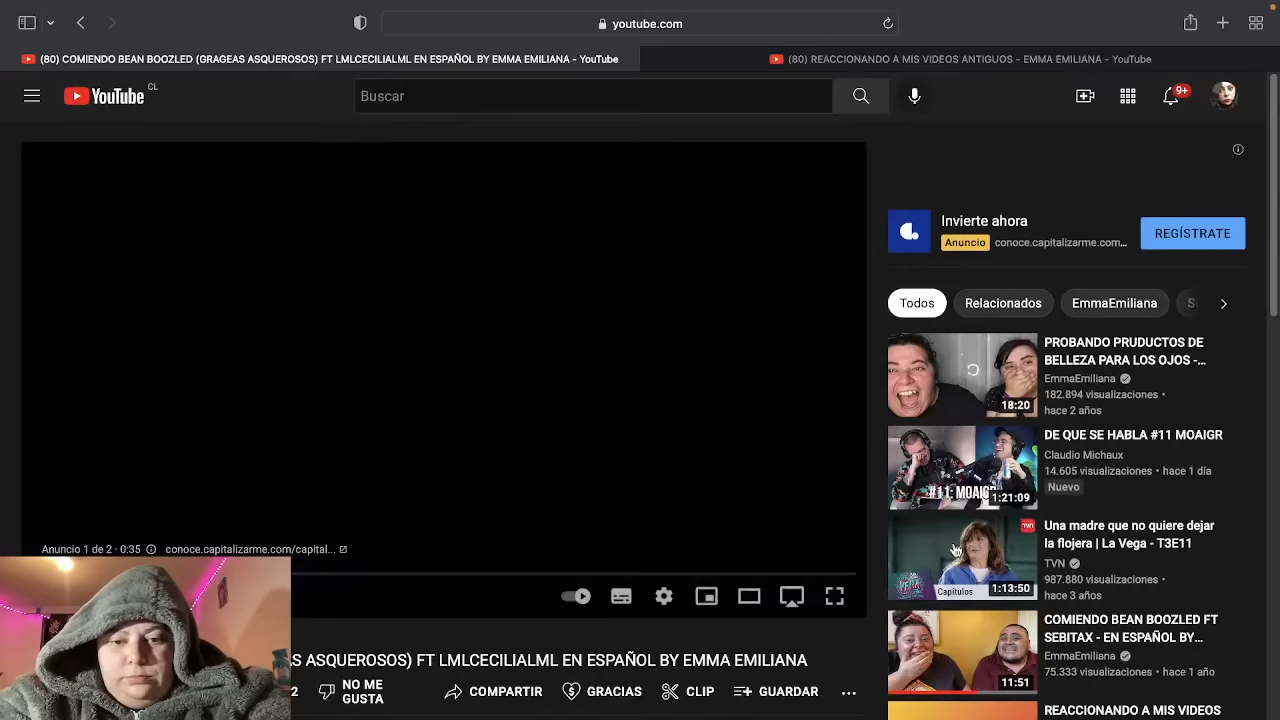 youtube.com
(80) COMIENDO BEAN BOOZLED (GRAGEAS ASQUEROSOS) FT LMLCECILIALML EN ESPAÑOL BY EMMA EMILIANA - YouTube
(80) REACCIONANDO A MIS VIDEOS ANTIGUOS - EMMA EMILIANA - YouTube
YouTube CL
Buscar
9+
Invierte ahora
Anuncio conoce.capitalizarme.com...
REGÍSTRATE
Todos
Relacionados
EmmaEmiliana
S
PROBANDO PRUDUCTOS DE
BELLEZA PARA LOS OJOS -...
EmmaEmiliana
182.894 visualizaciones •
hace 2 años
18:20
DE QUE SE HABLA #11 MOAIGR
Claudio Michaux
14.605 visualizaciones • hace 1 día
Nuevo
#11: MOAIGR
1:21:09
Una madre que no quiere dejar
la flojera | La Vega - T3E11
TVN
987.880 visualizaciones •
hace 3 años
TVN
Capítulos
1:13:50
COMIENDO BEAN BOOZLED FT
SEBITAX - EN ESPAÑOL BY...
EmmaEmiliana
75.333 visualizaciones • hace 1 año
11:51
REACCIONANDO A MIS VIDEOS
Anuncio 1 de 2 · 0:35
conoce.capitalizarme.com/capital...
S ASQUEROSOS) FT LMLCECILIALML EN ESPAÑOL BY EMMA EMILIANA
2
NO ME
GUSTA
COMPARTIR
GRACIAS
CLIP
GUARDAR